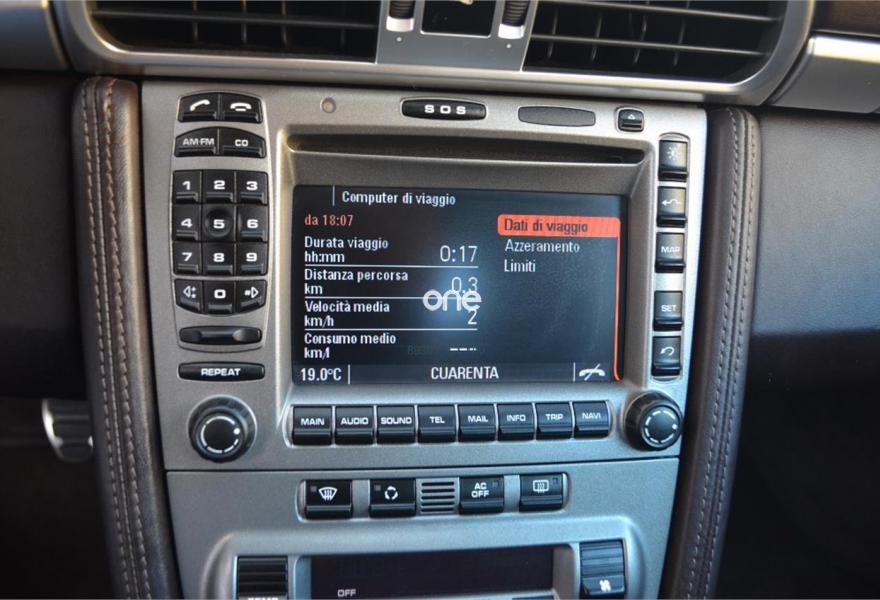 SOS
AM·FM CD
1 2 3
4 5 6
7 8 9
0
REPEAT
Computer di viaggio
da 18:07
Durata viaggio
hh:mm 0:17
Distanza percorsa
km 0.3
Velocità media
km/h 2
Consumo medio
km/l --.-
Dati di viaggio
Azzeramento
Limiti
one
19.0°C CUARENTA
MAP
SET
MAIN AUDIO SOUND TEL MAIL INFO TRIP NAVI
AC
OFF
OFF